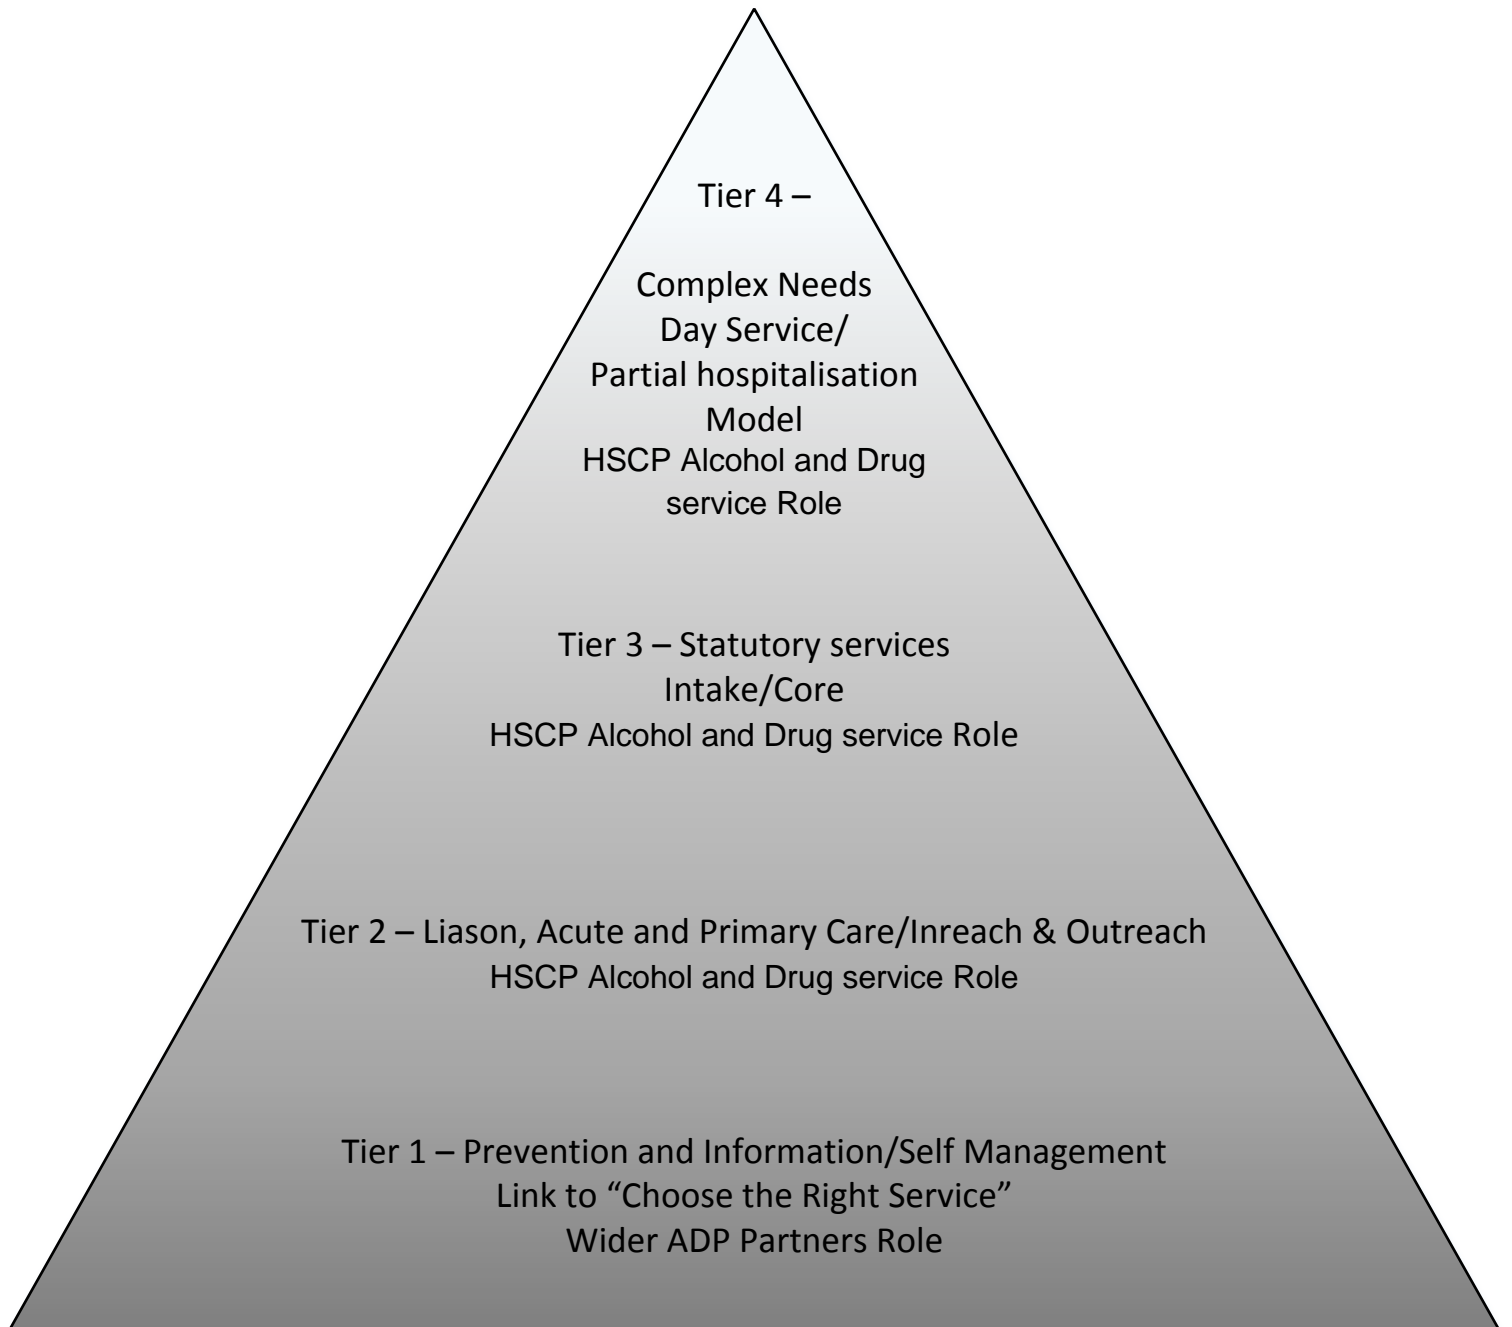 Tier 4 –
Complex Needs
Day Service/
Partial hospitalisation
Model
HSCP Alcohol and Drug
service Role
Tier 3 – Statutory services
Intake/Core
HSCP Alcohol and Drug service Role
Tier 2 – Liason, Acute and Primary Care/Inreach & Outreach
HSCP Alcohol and Drug service Role
Tier 1 – Prevention and Information/Self Management
Link to “Choose the Right Service”
Wider ADP Partners Role